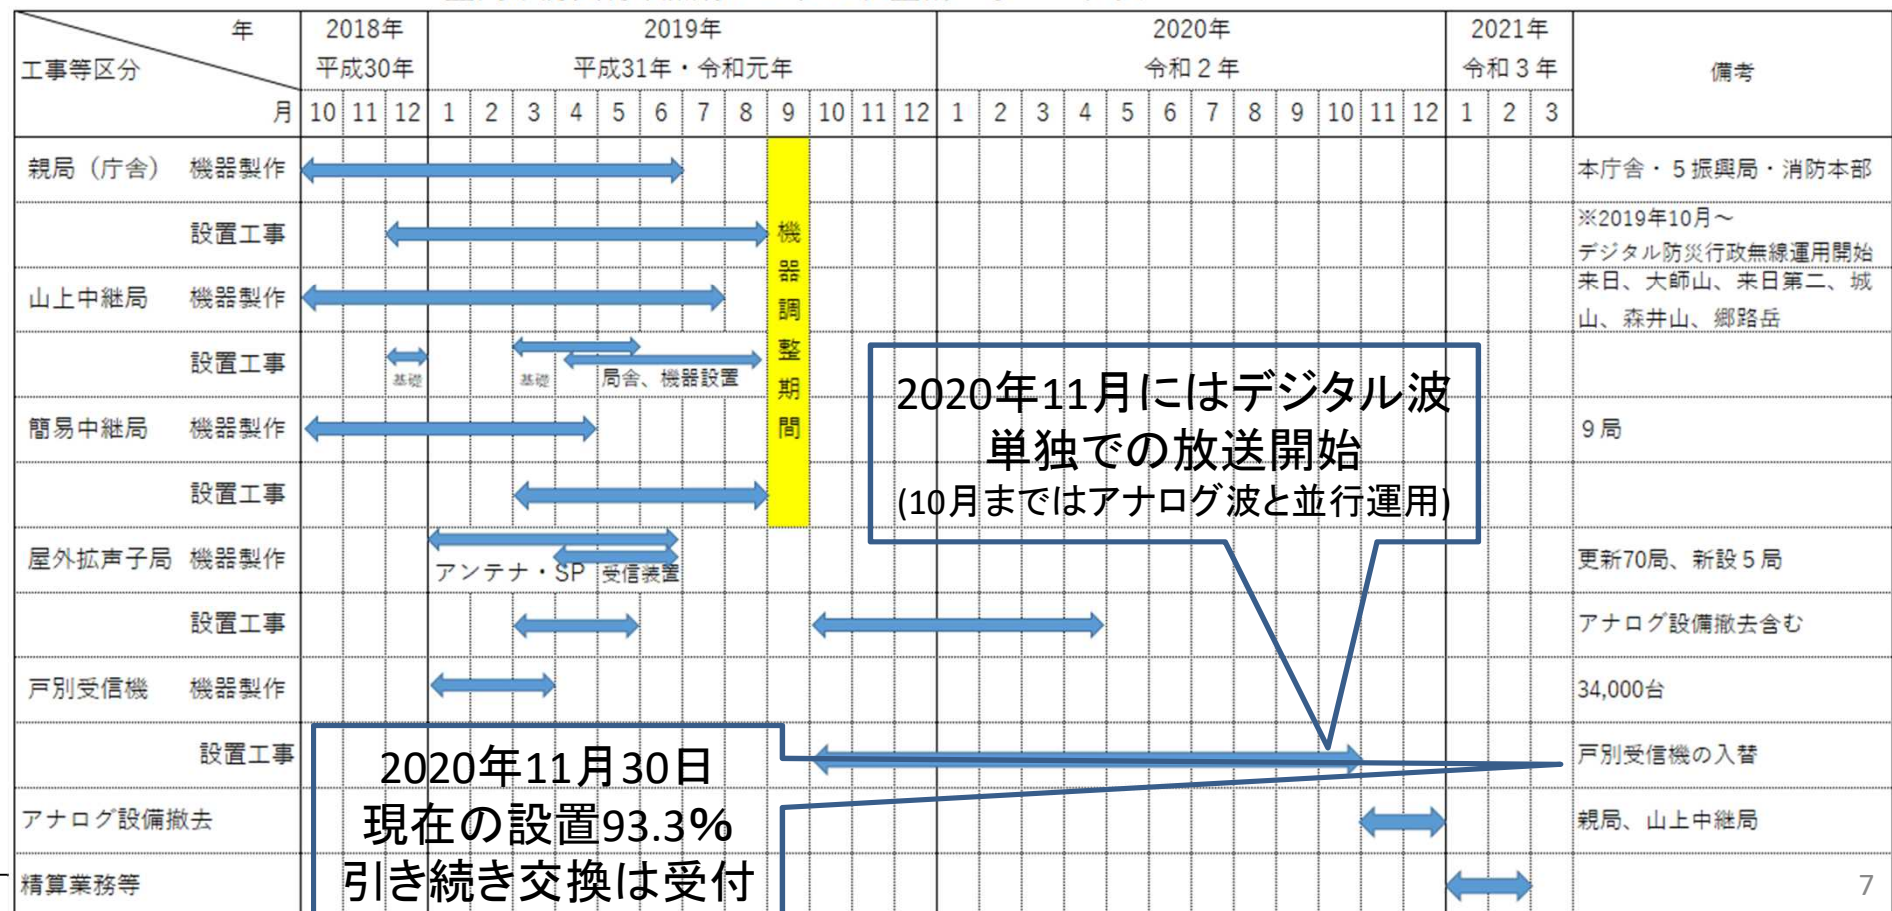 年 2018年 2019年 2020年 2021年
工事等区分 平成30年 平成31年・令和元年 令和2年 令和3年 備考
月 10 11 12 1 2 3 4 5 6 7 8 9 10 11 12 1 2 3 4 5 6 7 8 9 10 11 12 1 2 3
親局（庁舎） 機器製作 本庁舎・5振興局・消防本部
設置工事 ※2019年10月～
デジタル防災行政無線運用開始
山上中継局 機器製作 来日、大師山、来日第二、城
山、森井山、郷路岳
設置工事 基礎 基礎 局舎、機器設置
機器調整期間
簡易中継局 機器製作 9局
設置工事
2020年11月にはデジタル波
単独での放送開始
(10月まではアナログ波と並行運用)
屋外拡声子局 機器製作 アンテナ・SP 受信装置 更新70局、新設5局
設置工事 アナログ設備撤去含む
戸別受信機 機器製作 34,000台
設置工事 戸別受信機の入替
2020年11月30日
現在の設置93.3%
引き続き交換は受付
アナログ設備撤去 親局、山上中継局
精算業務等
7